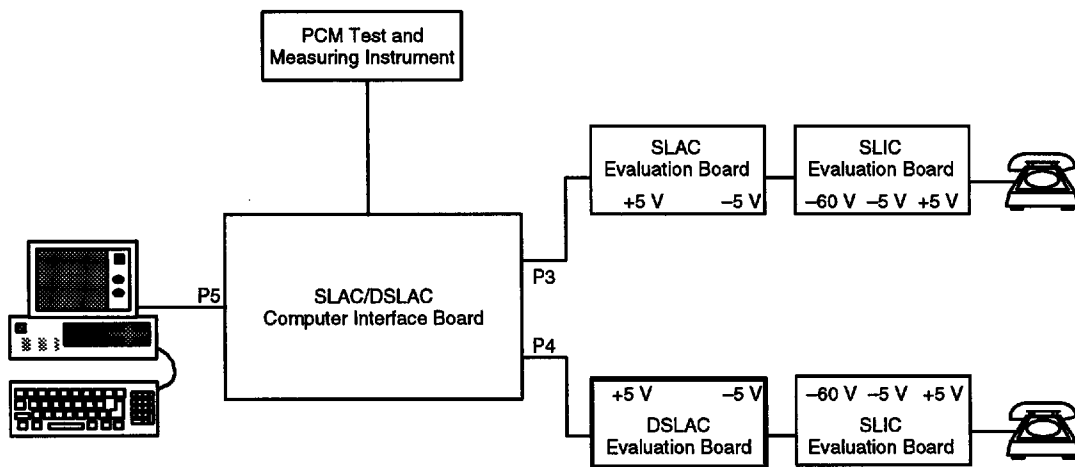 PCM Test and
Measuring Instrument
SLAC
Evaluation Board
+5 V –5 V
SLIC
Evaluation Board
–60 V –5 V +5 V
P3
P5
SLAC/DSLAC
Computer Interface Board
P4
+5 V –5 V
DSLAC
Evaluation Board
–60 V –5 V +5 V
SLIC
Evaluation Board